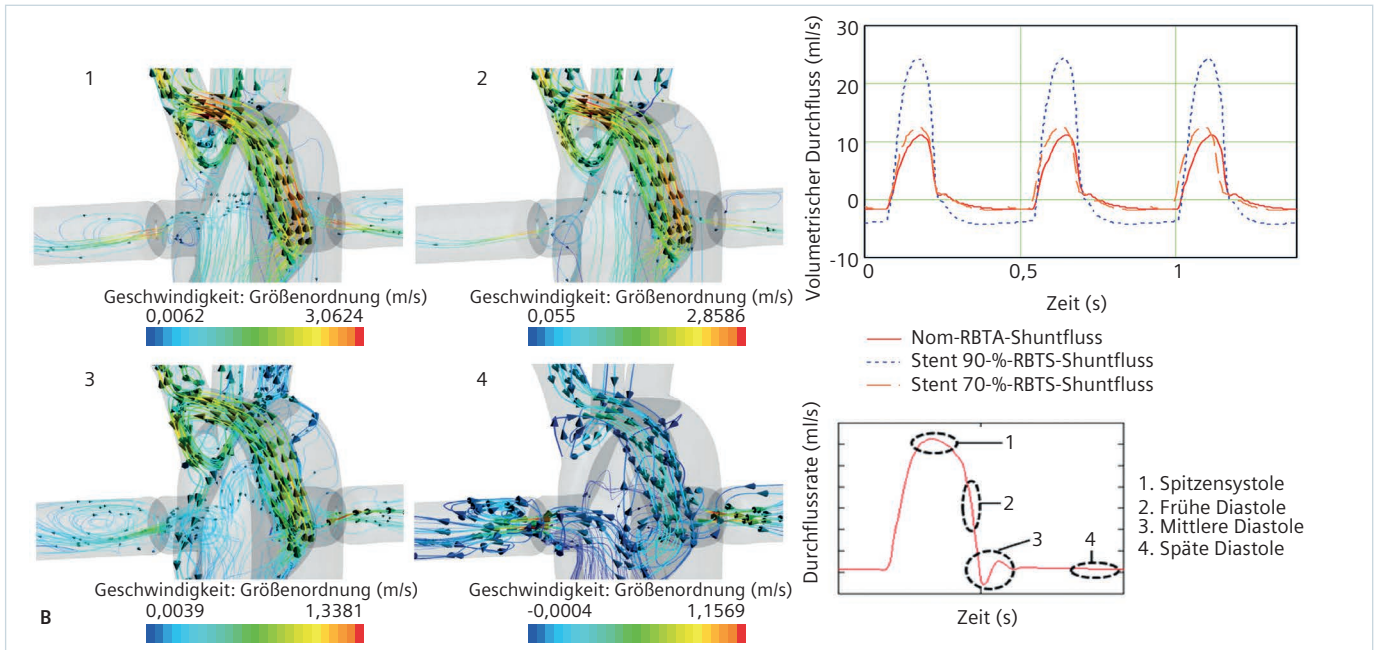 1
2
Geschwindigkeit: Größenordnung (m/s)
0,0062 3,0624
Geschwindigkeit: Größenordnung (m/s)
0,055 2,8586
3
4
Geschwindigkeit: Größenordnung (m/s)
0,0039 1,3381
Geschwindigkeit: Größenordnung (m/s)
-0,0004 1,1569
B
Volumetrischer Durchfluss (ml/s)
30
20
10
0
-10
0 0,5 1
Zeit (s)
Nom-RBTA-Shuntfluss
Stent 90-%-RBTS-Shuntfluss
Stent 70-%-RBTS-Shuntfluss
Durchflussrate (ml/s)
1
2
3
4
Zeit (s)
1. Spitzensystole
2. Frühe Diastole
3. Mittlere Diastole
4. Späte Diastole